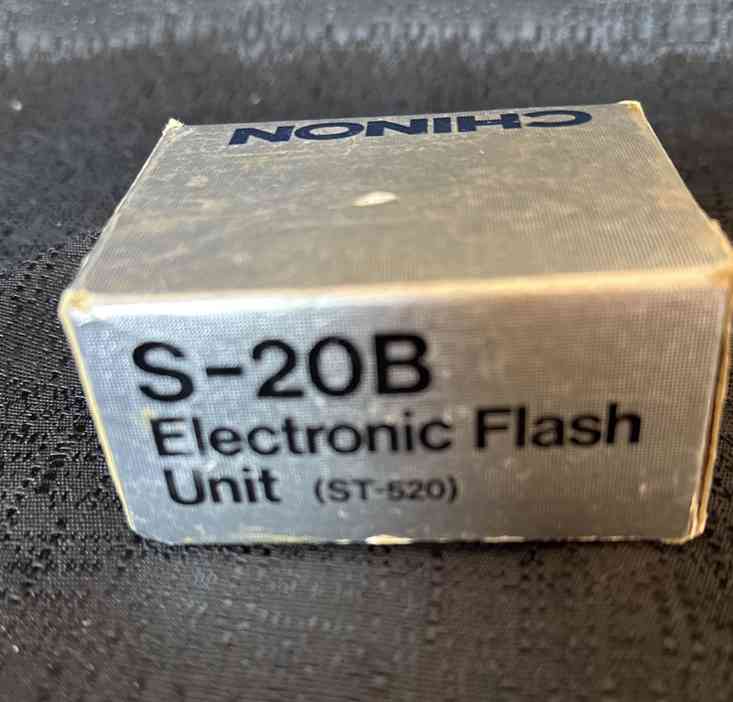 CHINON
S-20B
Electronic Flash
Unit (ST-520)